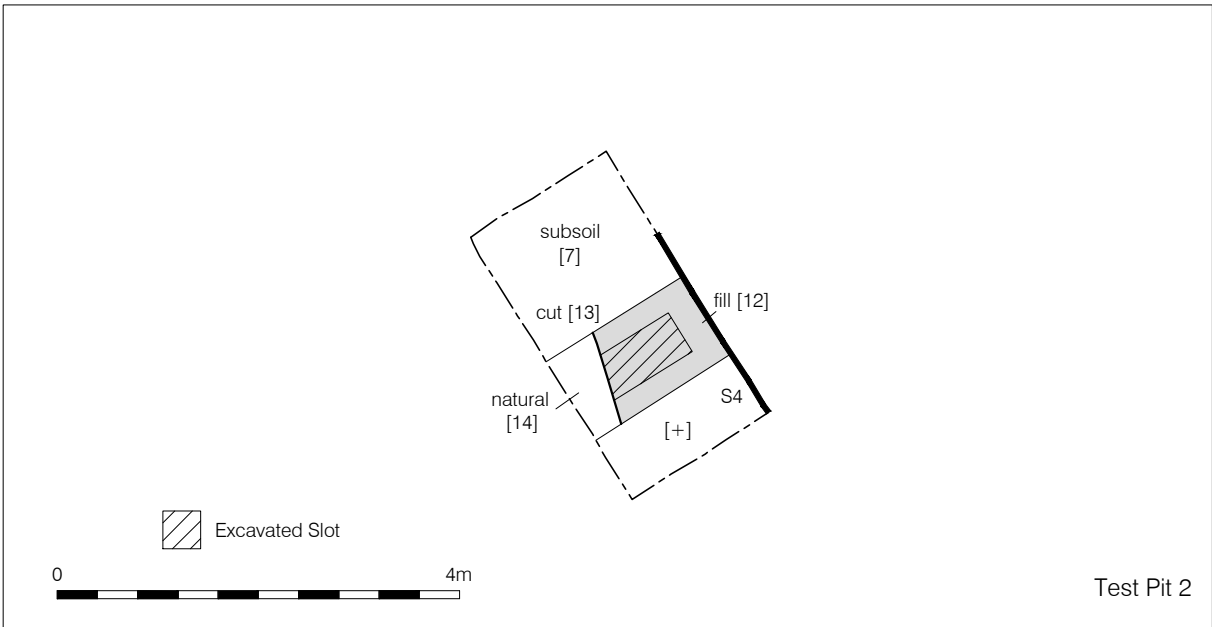 subsoil
[7]
fill [12]
cut [13]
natural
[14]
S4
[+]
Excavated Slot
0 4m
Test Pit 2